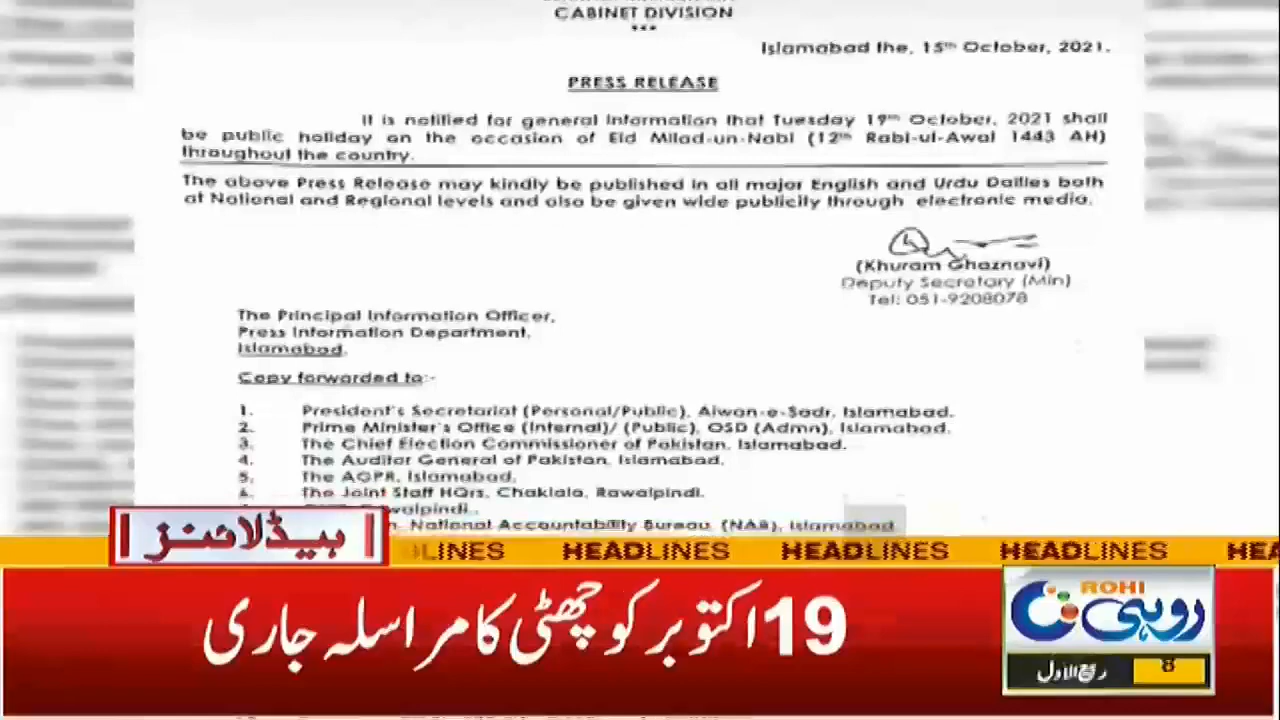 CABINET DIVISION
***
Islamabad the, 15th October, 2021.
PRESS RELEASE
It is notified for general information that Tuesday 19th October, 2021 shall
be public holiday on the occasion of Eid Milad-un-Nabi (12th Rabi-ul-Awal 1443 AH)
throughout the country.
The above Press Release may kindly be published in all major English and Urdu Dailies both
at National and Regional levels and also be given wide publicity through electronic media.
(Khuram Ghaznavi)
Deputy Secretary (Min)
Tel: 051-9208078
The Principal Information Officer,
Press Information Department,
Islamabad.
Copy forwarded to:-
1. President's Secretariat (Personal/Public), Aiwan-e-Sadr, Islamabad.
2. Prime Minister's Office (Internal)/ (Public), OSD (Admn), Islamabad.
3. The Chief Election Commissioner of Pakistan, Islamabad.
4. The Auditor General of Pakistan, Islamabad.
5. The AGPR, Islamabad.
6. The Joint Staff HQrs, Chaklala, Rawalpindi.
walpindi.
National Accountability Bureau (NAB), Islamabad
ہیڈلائنز
LINES HEADLINES HEADLINES HEADLINES HEA
19 اکتوبر کو چھٹی کا مراسلہ جاری
ROHI
روہی
8 ربیع الاول